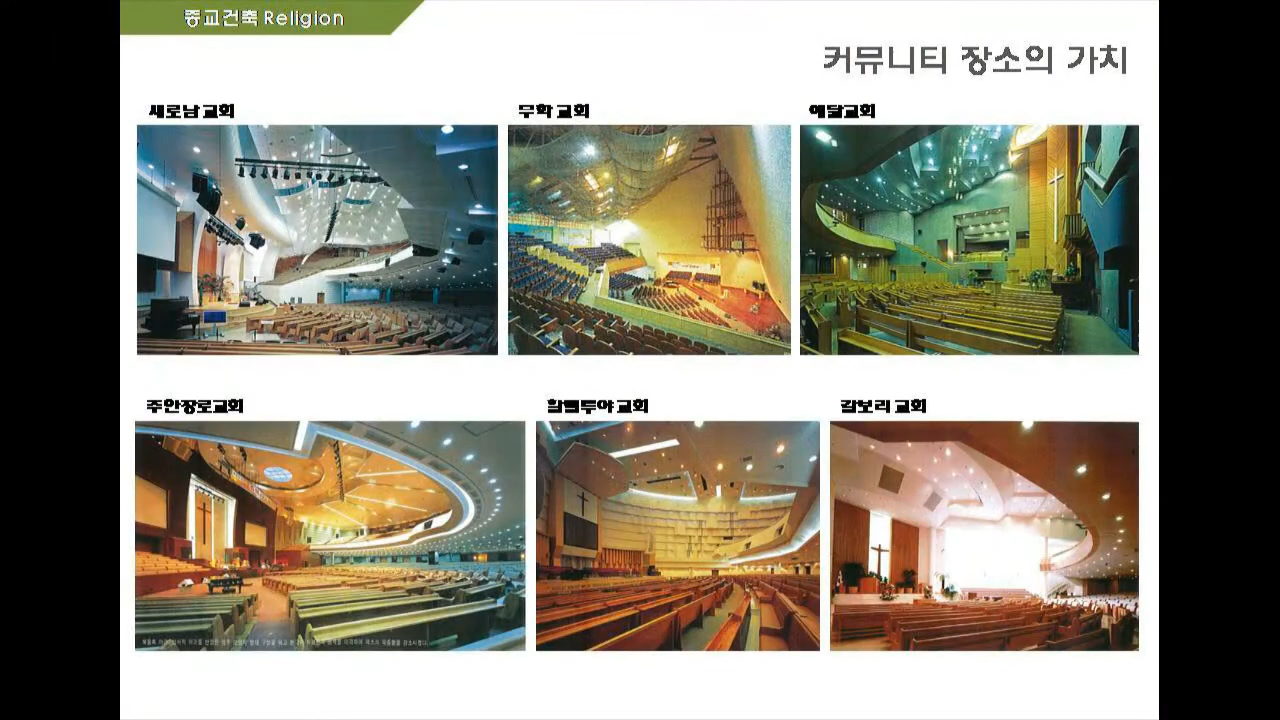 종교건축 Religion
커뮤니티 장소의 가치
새로남 교회
무학 교회
예닮교회
주안장로교회
할렐루야 교회
갈보리 교회